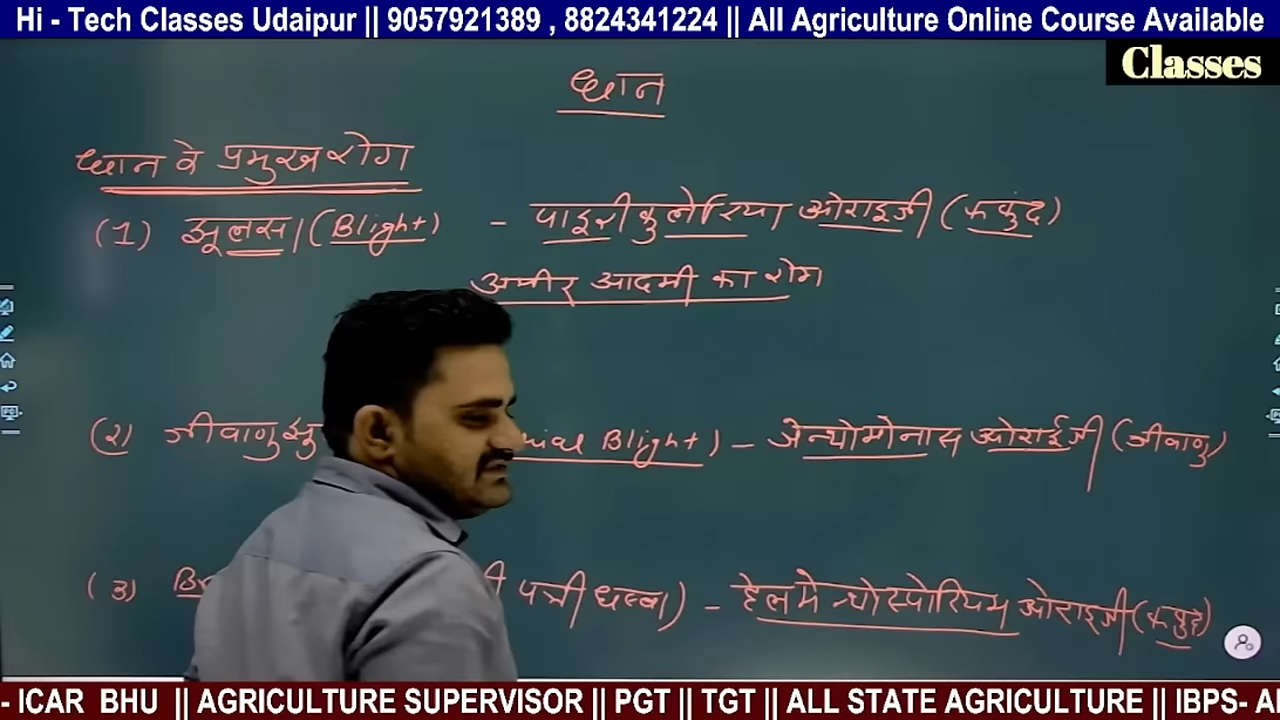 Hi - Tech Classes Udaipur || 9057921389 , 8824341224 || All Agriculture Online Course Available
Classes
धान
धान के प्रमुख रोग
(1) झूलसा (Blight) - पाइरीकुलेरिया ओराइजी (फफुंद)
अमीर आदमी का रोग
(2) जीवाणु झु Blight) - जेन्थोमोनास ओराईजी (जीवाणु)
(3) पत्ती धब्बा) - हेलमेन्थोस्पोरियम ओराइजी (फफुंद)
- ICAR BHU || AGRICULTURE SUPERVISOR || PGT || TGT || ALL STATE AGRICULTURE || IBPS- A